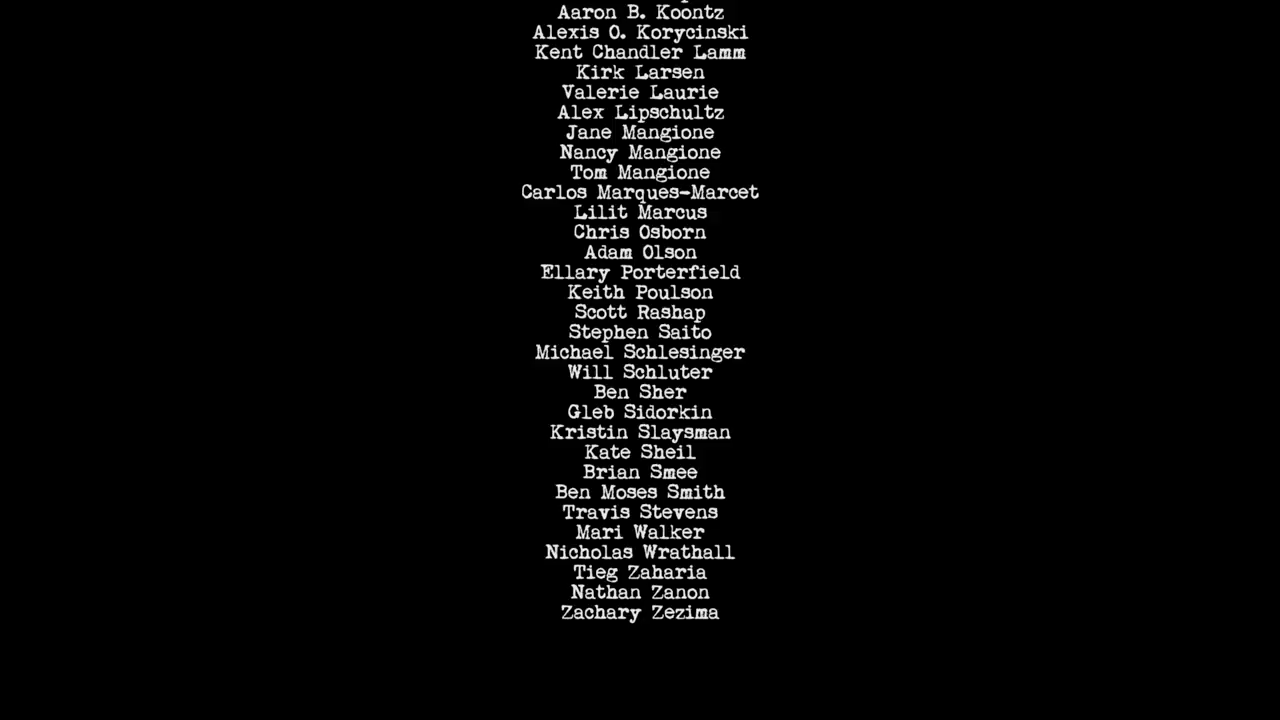 Aaron B. Koontz
Alexis O. Korycinski
Kent Chandler Lamm
Kirk Larsen
Valerie Laurie
Alex Lipschultz
Jane Mangione
Nancy Mangione
Tom Mangione
Carlos Marques-Marcet
Lilit Marcus
Chris Osborn
Adam Olson
Ellary Porterfield
Keith Poulson
Scott Rashap
Stephen Saito
Michael Schlesinger
Will Schluter
Ben Sher
Gleb Sidorkin
Kristin Slaysman
Kate Sheil
Brian Smee
Ben Moses Smith
Travis Stevens
Mari Walker
Nicholas Wrathall
Tieg Zaharia
Nathan Zanon
Zachary Zezima